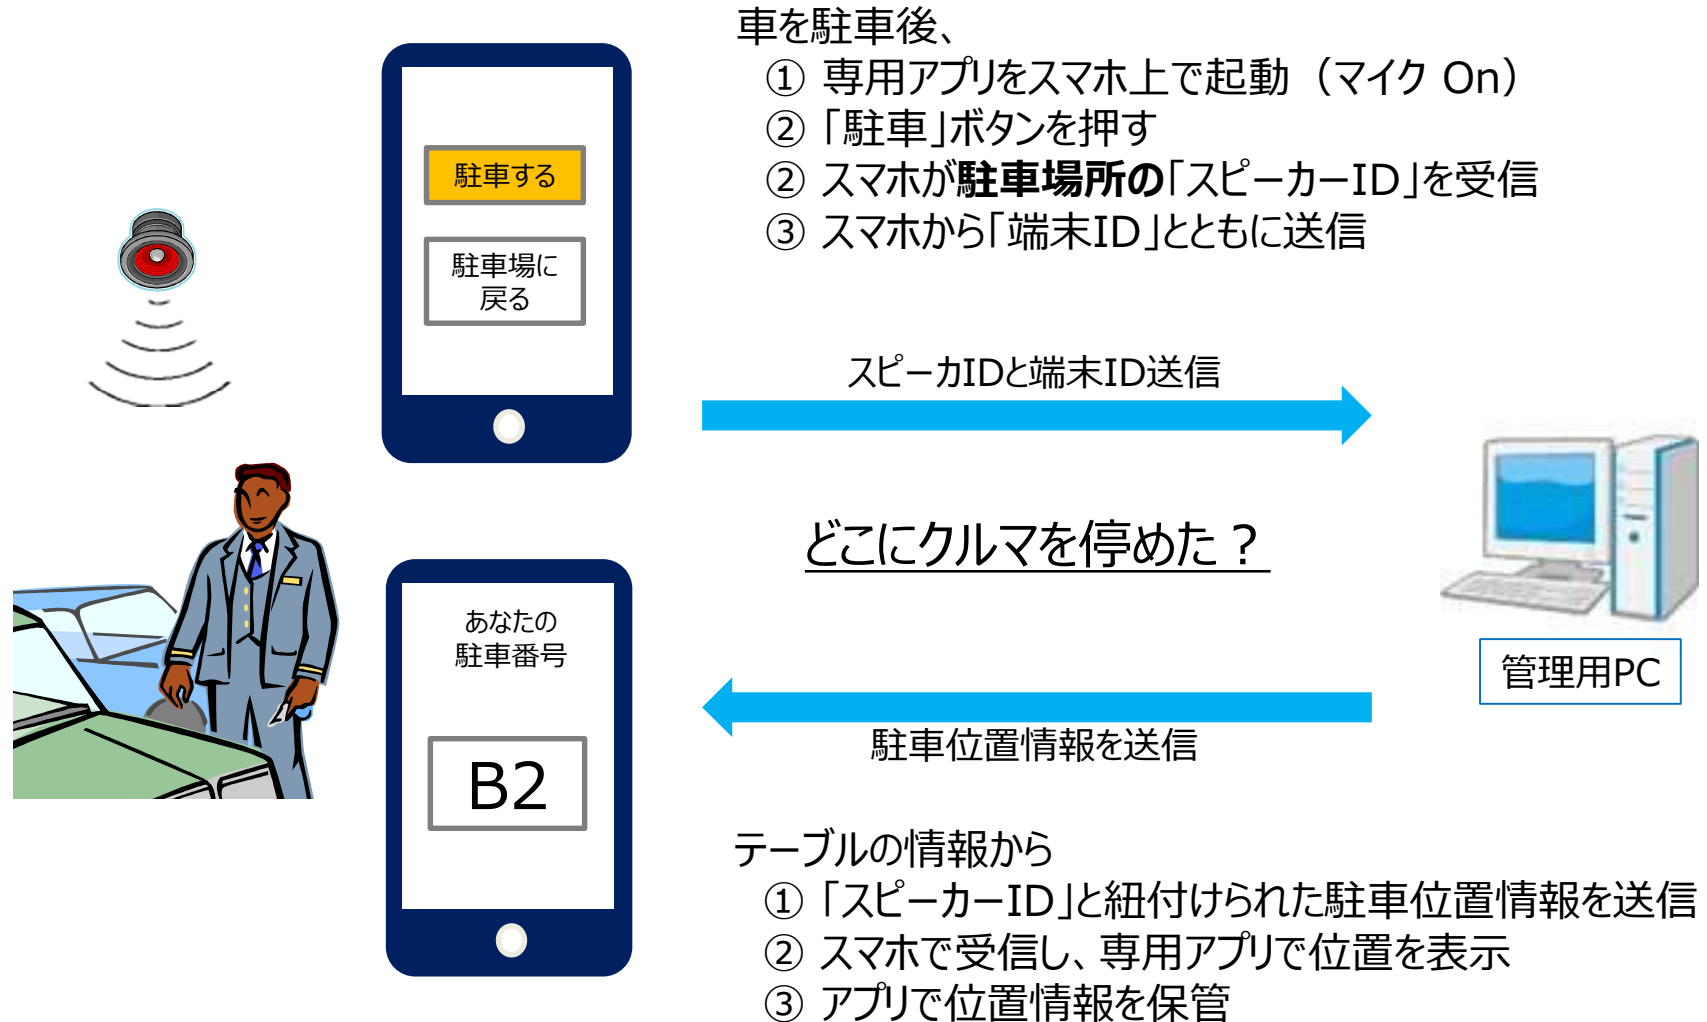 車を駐車後、
① 専用アプリをスマホ上で起動（マイク On）
② 「駐車」ボタンを押す
② スマホが駐車場所の「スピーカーID」を受信
③ スマホから「端末ID」とともに送信
駐車する
駐車場に
戻る
スピーカIDと端末ID送信
どこにクルマを停めた？
管理用PC
あなたの
駐車番号
B2
駐車位置情報を送信
テーブルの情報から
① 「スピーカーID」と紐付けられた駐車位置情報を送信
② スマホで受信し、専用アプリで位置を表示
③ アプリで位置情報を保管